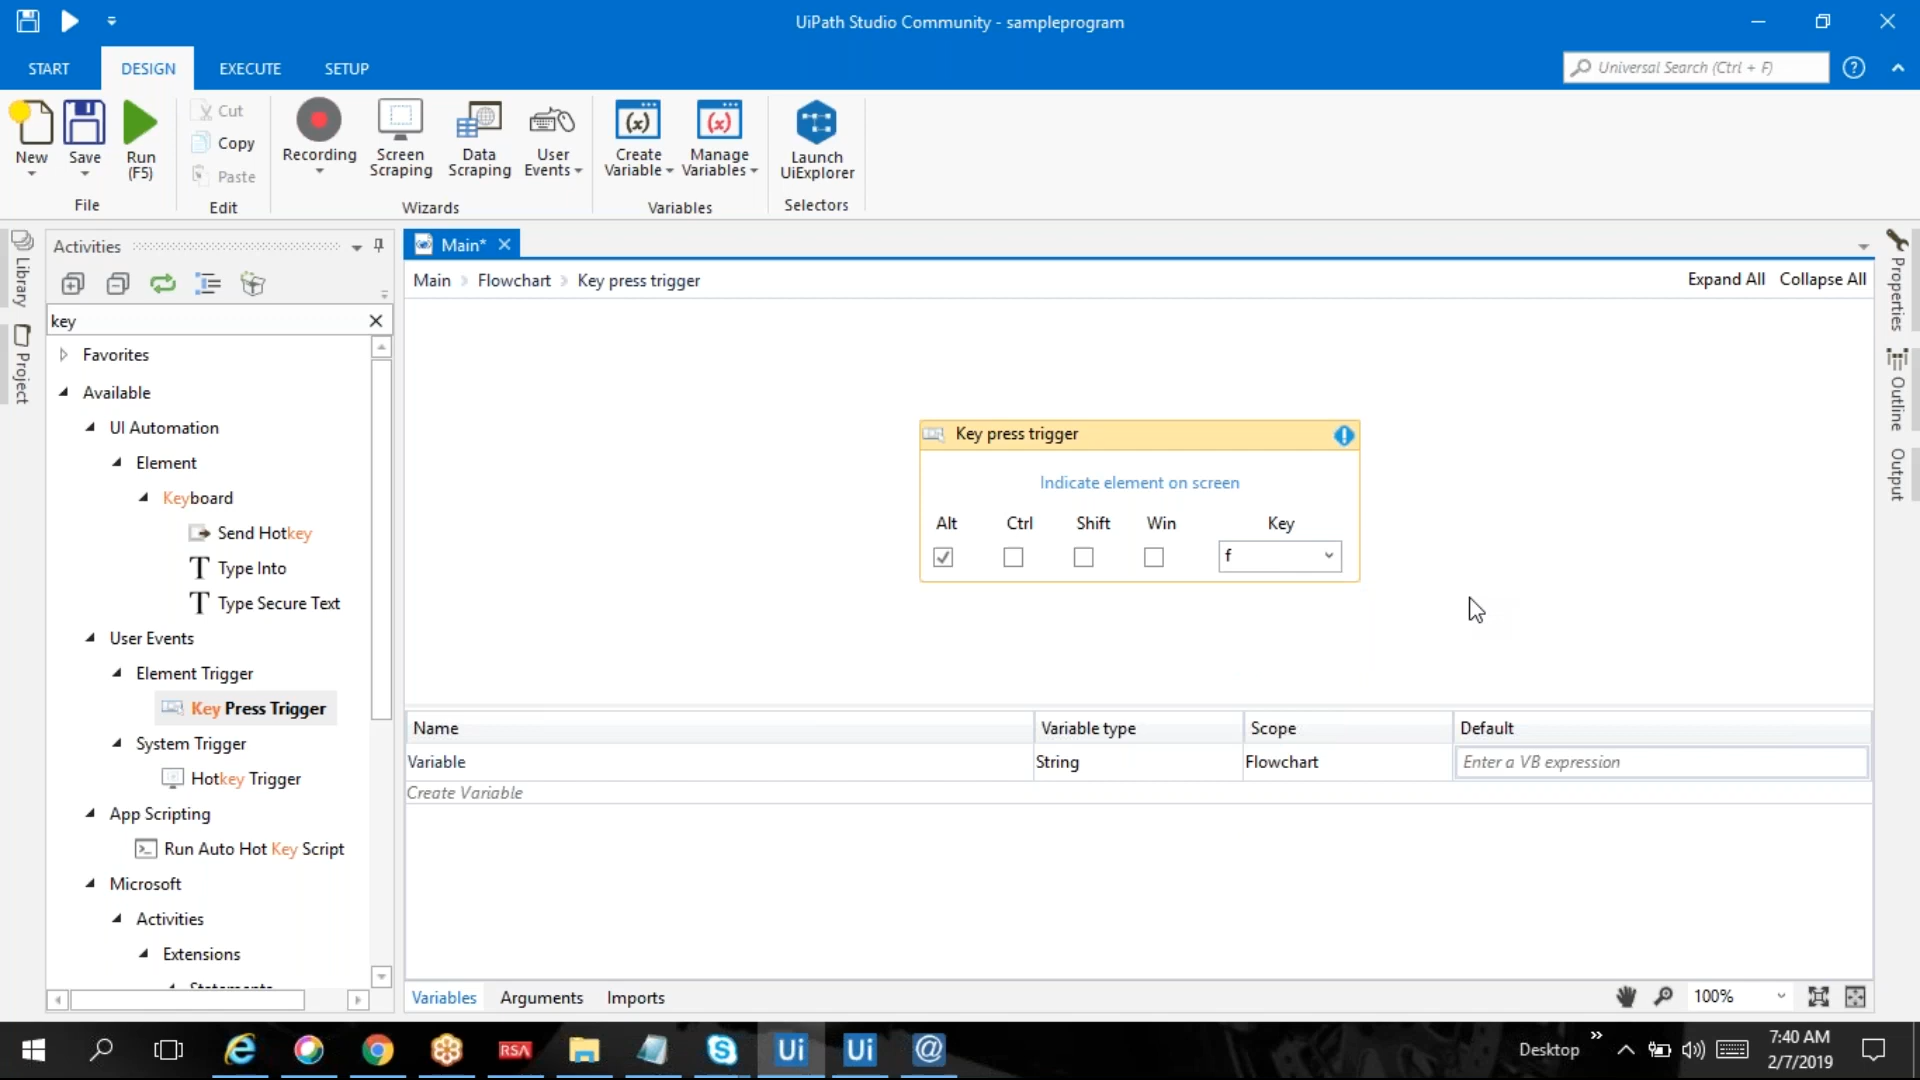 UiPath Studio Community - sampleprogram
START
DESIGN
EXECUTE
SETUP
Universal Search (Ctrl + F)
New
Save
Run
(F5)
File
Cut
Copy
Paste
Edit
Recording
Screen
Scraping
Data
Scraping
User
Events
Wizards
Create
Variable
Manage
Variables
Variables
Launch
UiExplorer
Selectors
Library
Project
Activities
key
Favorites
Available
UI Automation
Element
Keyboard
Send Hotkey
Type Into
Type Secure Text
User Events
Element Trigger
Key Press Trigger
System Trigger
Hotkey Trigger
App Scripting
Run Auto Hot Key Script
Microsoft
Activities
Extensions
Statements
Main*
Main
Flowchart
Key press trigger
Expand All
Collapse All
Key press trigger
Indicate element on screen
Alt
Ctrl
Shift
Win
Key
f
Name
Variable type
Scope
Default
Variable
String
Flowchart
Enter a VB expression
Create Variable
Variables
Arguments
Imports
100%
Properties
Outline
Output
RSA
Ui
Ui
Desktop
7:40 AM
2/7/2019